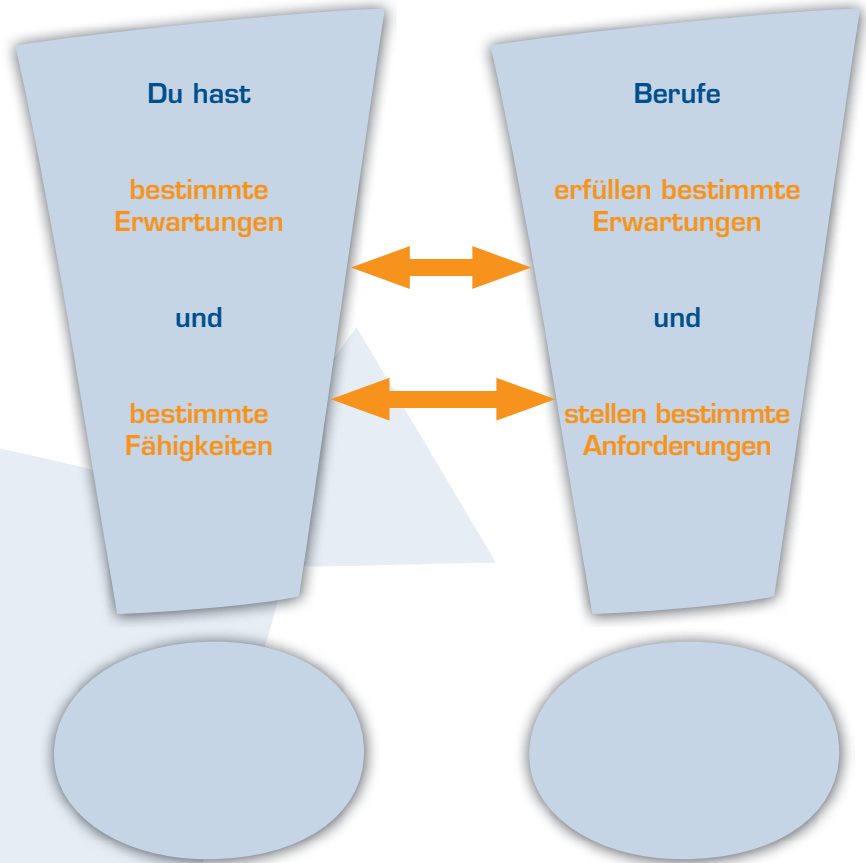 Du hast
bestimmte
Erwartungen
und
bestimmte
Fähigkeiten
Berufe
erfüllen bestimmte
Erwartungen
und
stellen bestimmte
Anforderungen